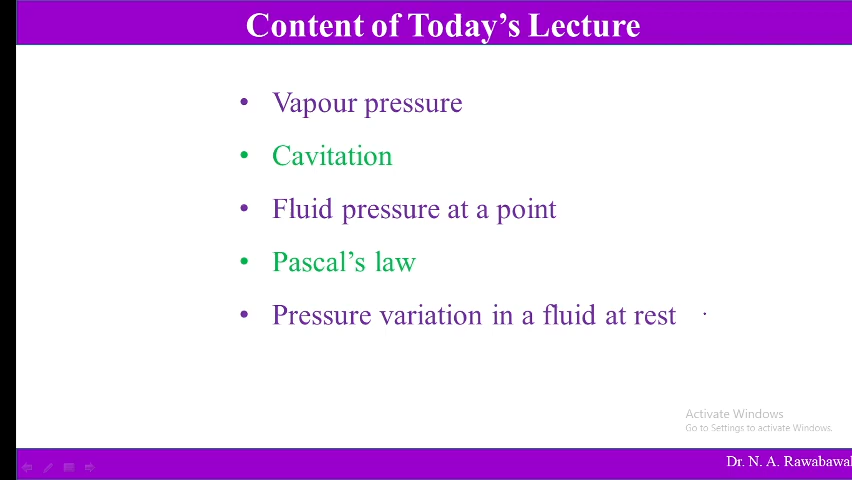 Content of Today's Lecture
• Vapour pressure
• Cavitation
• Fluid pressure at a point
• Pascal's law
• Pressure variation in a fluid at rest
Activate Windows
Go to Settings to activate Windows.
Dr. N. A.